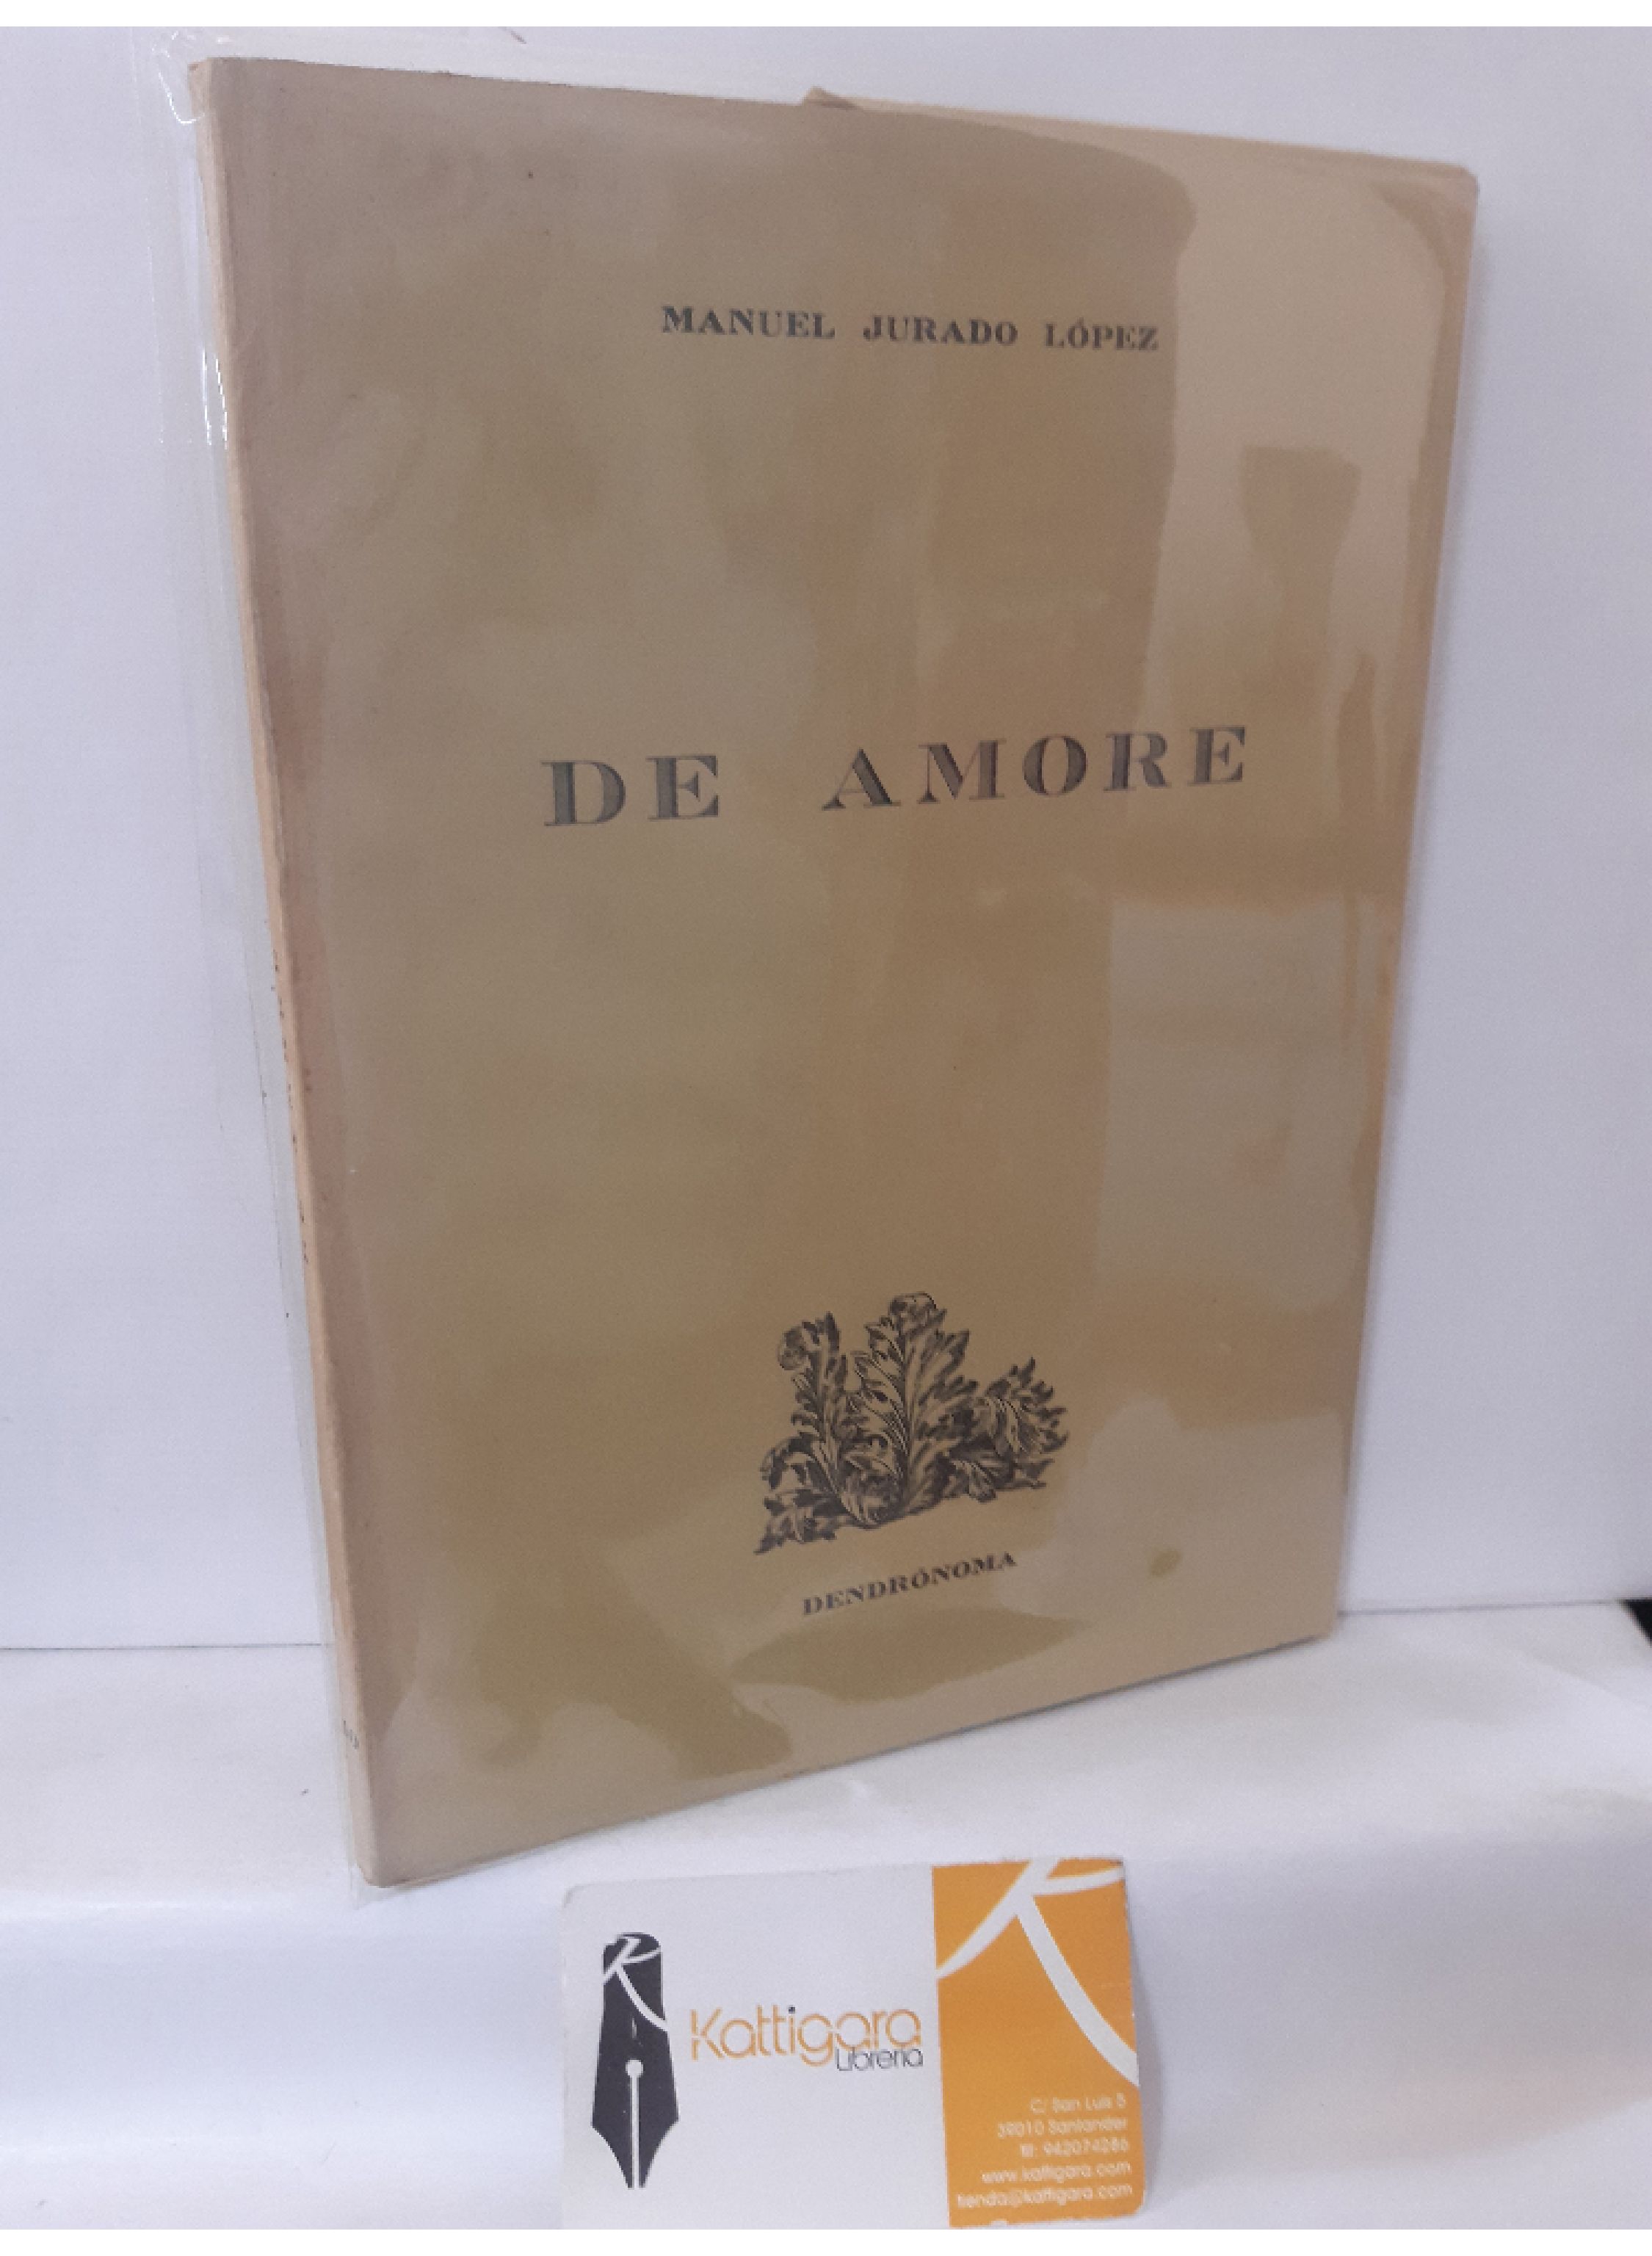 MANUEL JURADO LÓPEZ
DE AMORE
DENDRÓNOMA
Kattigara
Librería
C/ San Luis 5
39010 Santander
tlf: 942074286
www.kattigara.com
tienda@kattigara.com